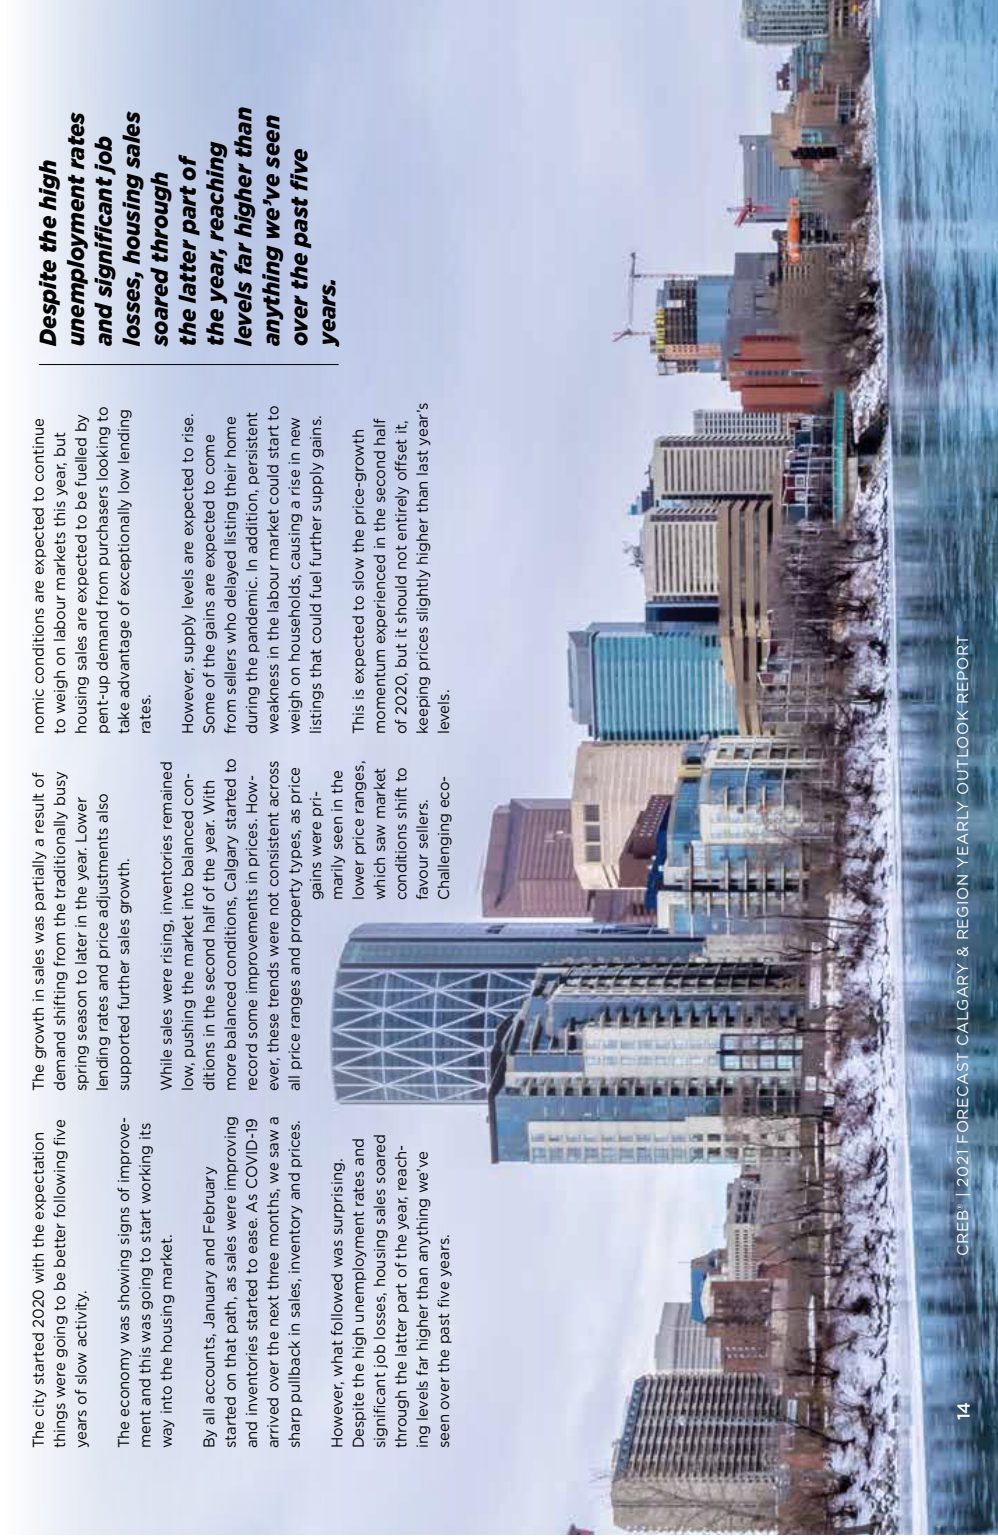 The city started 2020 with the expectation
things were going to be better following five
years of slow activity.
The economy was showing signs of improve-
ment and this was going to start working its
way into the housing market.
By all accounts, January and February
started on that path, as sales were improving
and inventories started to ease. As COVID-19
arrived over the next three months, we saw a
sharp pullback in sales, inventory and prices.
However, what followed was surprising.
Despite the high unemployment rates and
significant job losses, housing sales soared
through the latter part of the year, reach-
ing levels far higher than anything we've
seen over the past five years.
The growth in sales was partially a result of
demand shifting from the traditionally busy
spring season to later in the year. Lower
lending rates and price adjustments also
supported further sales growth.
While sales were rising, inventories remained
low, pushing the market into balanced con-
ditions in the second half of the year. With
more balanced conditions, Calgary started to
record some improvements in prices. How-
ever, these trends were not consistent across
all price ranges and property types, as price
gains were pri-
marily seen in the
lower price ranges,
which saw market
conditions shift to
favour sellers.
Challenging eco-
nomic conditions are expected to continue
to weigh on labour markets this year, but
housing sales are expected to be fuelled by
pent-up demand from purchasers looking to
take advantage of exceptionally low lending
rates.
However, supply levels are expected to rise.
Some of the gains are expected to come
from sellers who delayed listing their home
during the pandemic. In addition, persistent
weakness in the labour market could start to
weigh on households, causing a rise in new
listings that could fuel further supply gains.
This is expected to slow the price-growth
momentum experienced in the second half
of 2020, but it should not entirely offset it,
keeping prices slightly higher than last year's
levels.
Despite the high
unemployment rates
and significant job
losses, housing sales
soared through
the latter part of
the year, reaching
levels far higher than
anything we've seen
over the past five
years.
14 CREB® | 2021 FORECAST CALGARY & REGION YEARLY OUTLOOK REPORT